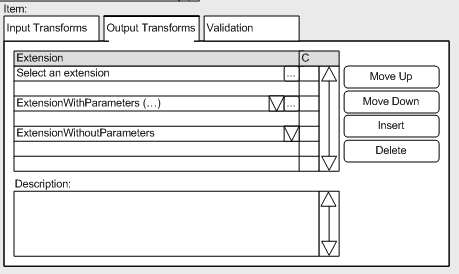 Item:
Input Transforms Output Transforms Validation
Extension C
Select an extension ...
Move Up
ExtensionWithParameters (...) ...
Move Down
Insert
ExtensionWithoutParameters
Delete
Description: